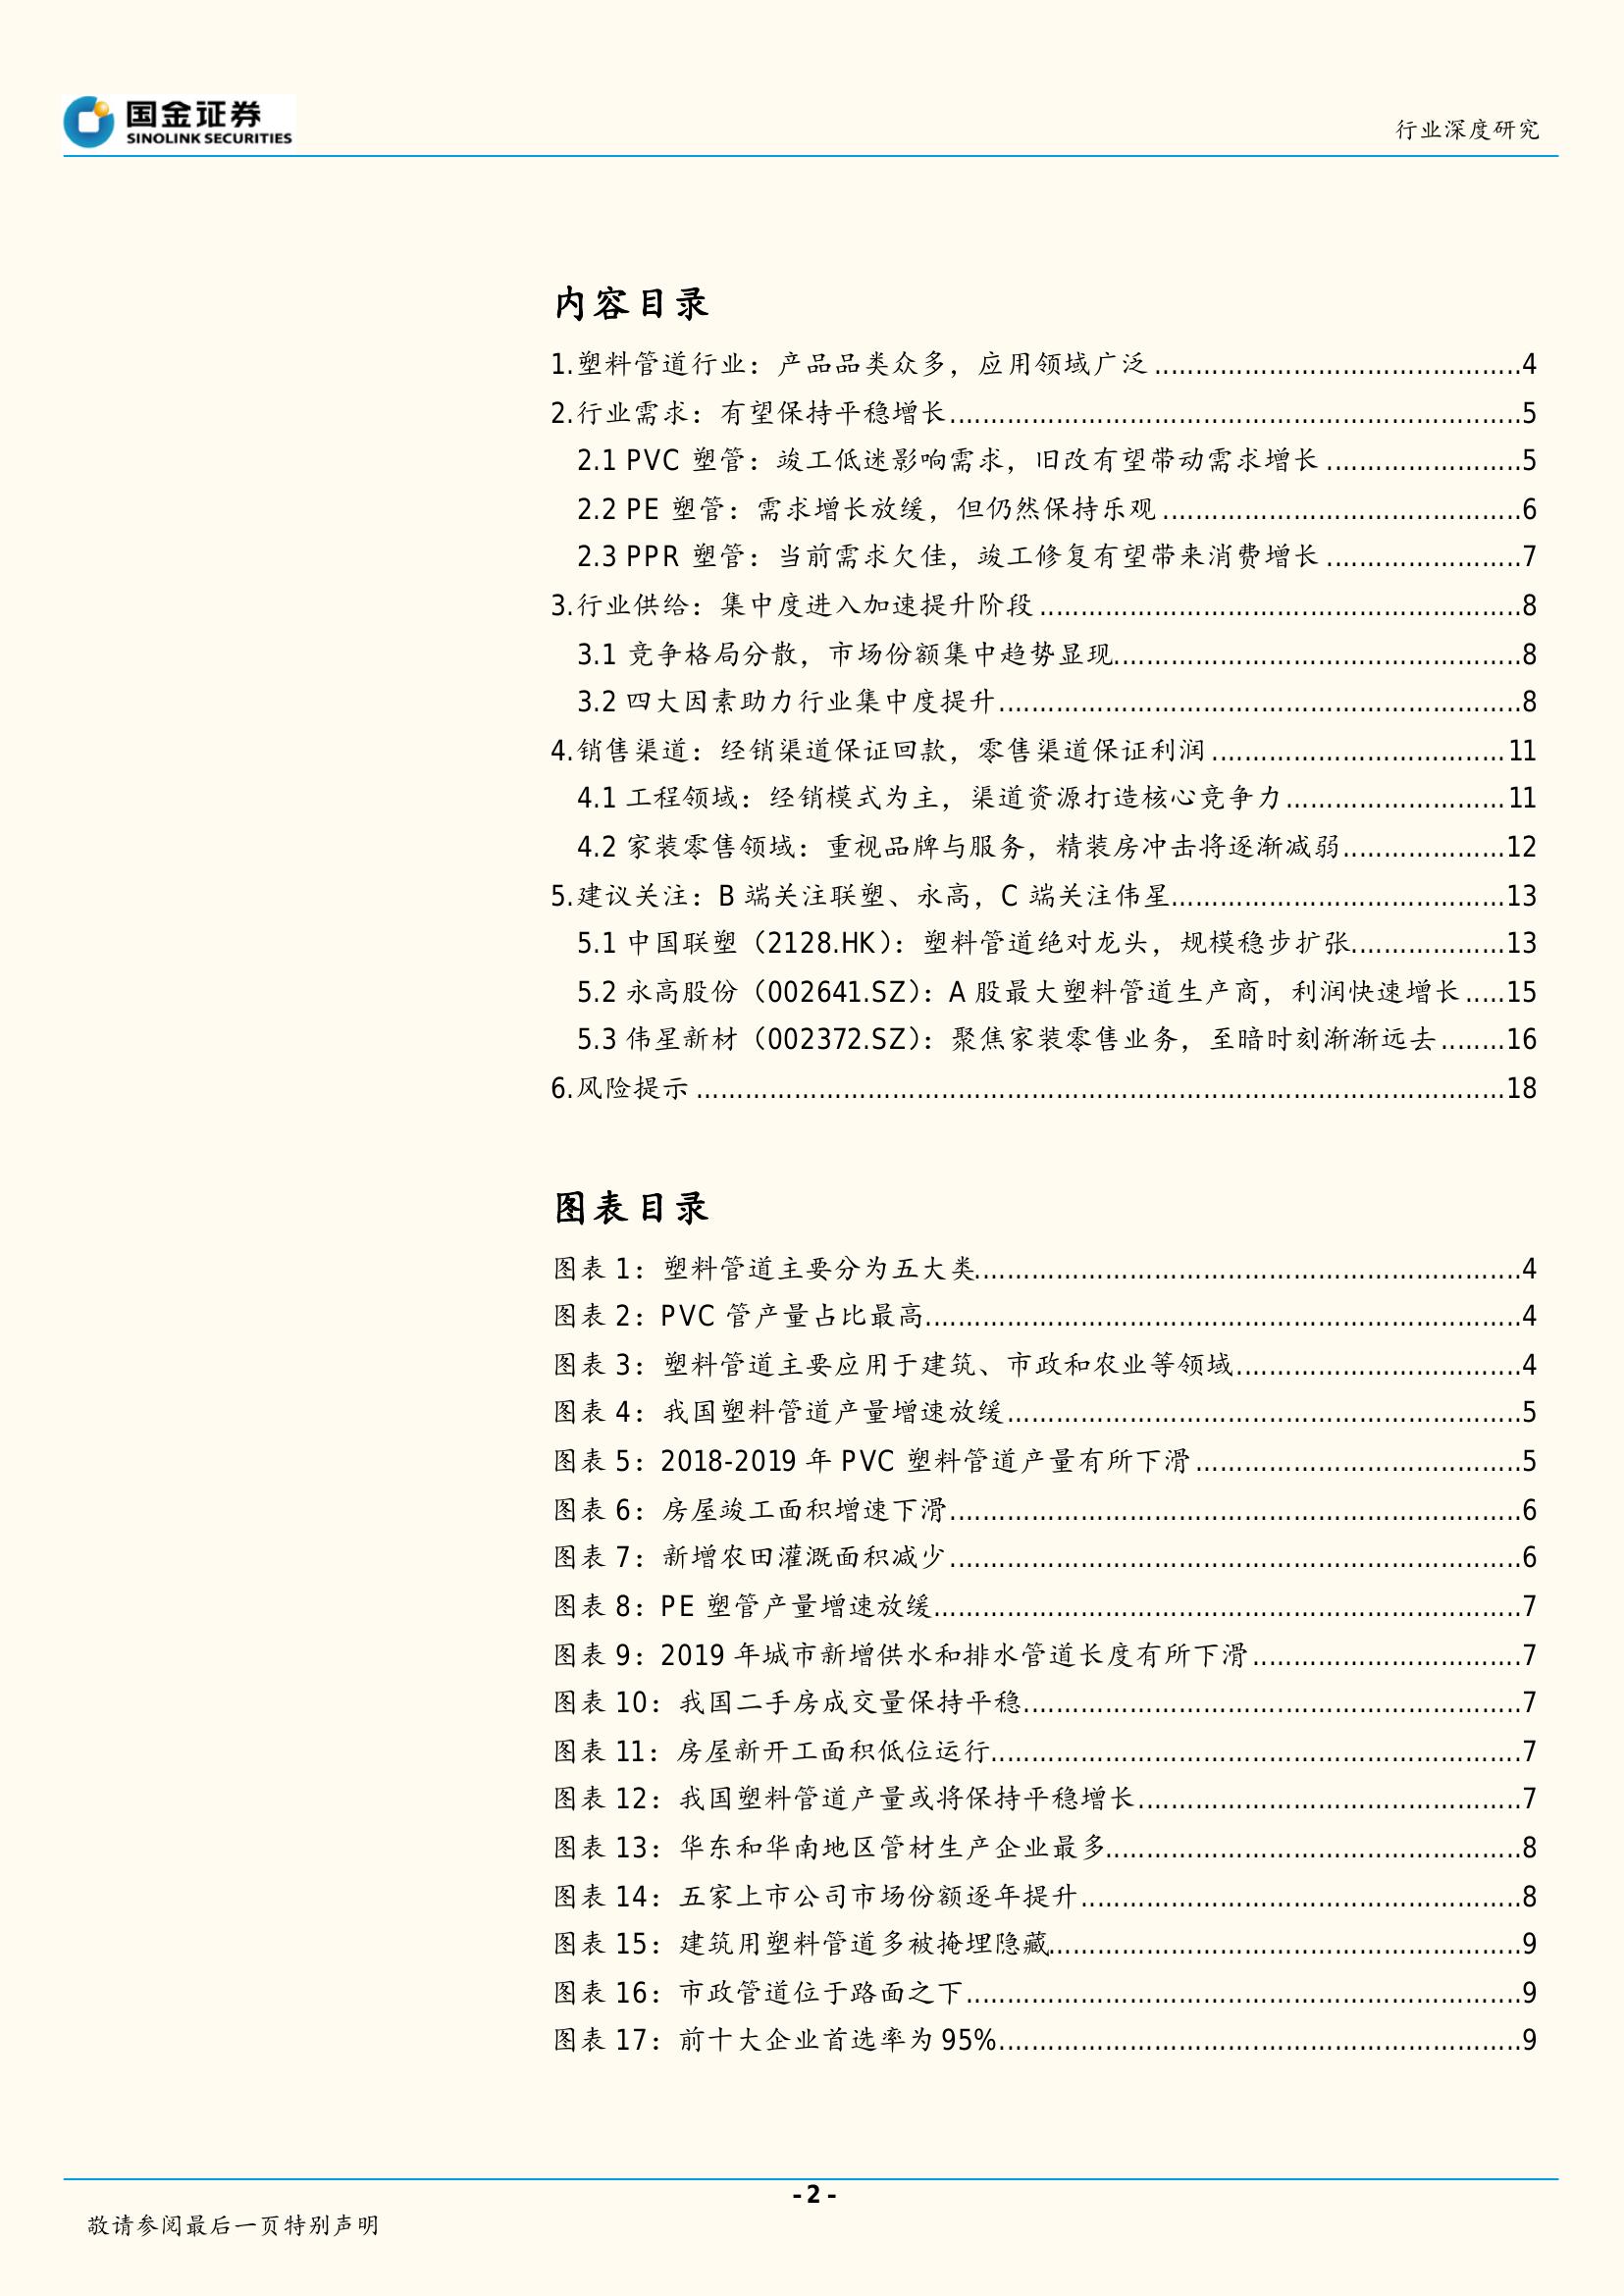 国金证券
SINOLINK SECURITIES
行业深度研究
内容目录
1.塑料管道行业：产品品类众多，应用领域广泛............................................4
2.行业需求：有望保持平稳增长......................................................................5
2.1 PVC 塑管：竣工低迷影响需求，旧改有望带动需求增长........................5
2.2 PE 塑管：需求增长放缓，但仍然保持乐观............................................6
2.3 PPR 塑管：当前需求欠佳，竣工修复有望带来消费增长........................7
3.行业供给：集中度进入加速提升阶段..........................................................8
3.1 竞争格局分散，市场份额集中趋势显现..................................................8
3.2 四大因素助力行业集中度提升................................................................8
4.销售渠道：经销渠道保证回款，零售渠道保证利润....................................11
4.1 工程领域：经销模式为主，渠道资源打造核心竞争力...........................11
4.2 家装零售领域：重视品牌与服务，精装房冲击将逐渐减弱....................12
5.建议关注：B 端关注联塑、永高，C 端关注伟星.........................................13
5.1 中国联塑（2128.HK）：塑料管道绝对龙头，规模稳步扩张...................13
5.2 永高股份（002641.SZ）：A 股最大塑料管道生产商，利润快速增长.....15
5.3 伟星新材（002372.SZ）：聚焦家装零售业务，至暗时刻渐渐远去........16
6.风险提示...................................................................................................18
图表目录
图表 1：塑料管道主要分为五大类..................................................................4
图表 2：PVC 管产量占比最高........................................................................4
图表 3：塑料管道主要应用于建筑、市政和农业等领域...................................4
图表 4：我国塑料管道产量增速放缓..............................................................5
图表 5：2018-2019 年 PVC 塑料管道产量有所下滑........................................5
图表 6：房屋竣工面积增速下滑.....................................................................6
图表 7：新增农田灌溉面积减少.....................................................................6
图表 8：PE 塑管产量增速放缓.......................................................................7
图表 9：2019 年城市新增供水和排水管道长度有所下滑.................................7
图表 10：我国二手房成交量保持平稳............................................................7
图表 11：房屋新开工面积低位运行................................................................7
图表 12：我国塑料管道产量或将保持平稳增长..............................................7
图表 13：华东和华南地区管材生产企业最多..................................................8
图表 14：五家上市公司市场份额逐年提升.....................................................8
图表 15：建筑用塑料管道多被掩埋隐藏.........................................................9
图表 16：市政管道位于路面之下...................................................................9
图表 17：前十大企业首选率为 95%...............................................................9
- 2 -
敬请参阅最后一页特别声明